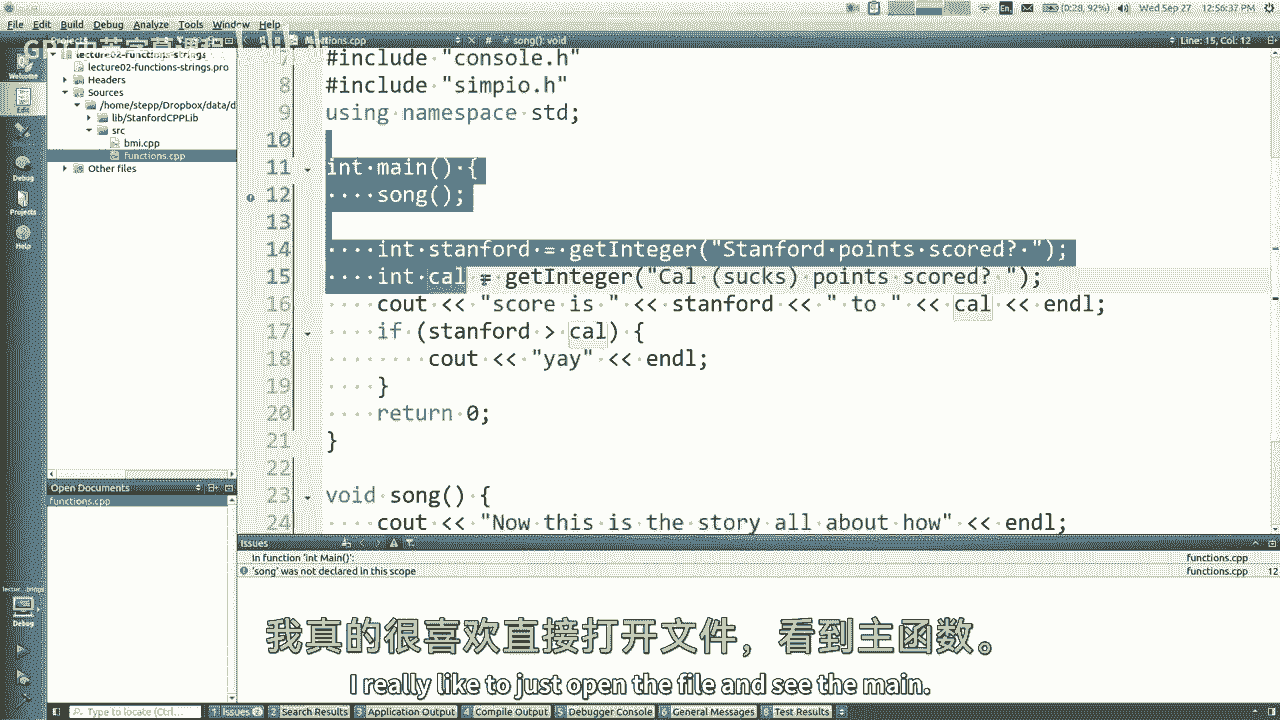 File Edit Build Debug Analyze Tools Window Help
En
(0:28, 92%)
Wed Sep 27 12:56:37 PM
GPT中英字幕课程
functions.cpp
song(): void
Line: 15, Col: 12
Welcome
Edit
Debug
Projects
Help
lecture02-functions-strings
lecture02-functions-strings.pro
Headers
Sources
/home/stepp/Dropbox/data/d
lib/StanfordCPPLib
src
bmi.cpp
functions.cpp
Other files
7 #include "console.h"
8 #include "simpio.h"
9 using namespace std;
10
11 int main() {
12 song();
13
14 int stanford = getInteger("Stanford points scored? ");
15 int cal = getInteger("Cal (sucks) points scored? ");
16 cout << "score is " << stanford << " to " << cal << endl;
17 if (stanford > cal) {
18 cout << "yay" << endl;
19 }
20 return 0;
21 }
22
23 void song() {
24 cout << "Now this is the story all about how" << endl;
Open Documents
functions.cpp
Issues
In function 'int Main()':
functions.cpp
'song' was not declared in this scope
functions.cpp 12
Debug
我真的很喜欢直接打开文件，看到主函数。
I really like to just open the file and see the main.
Type to locate (Ctrl...
1 Issues 2
2 Search Results
3 Application Output
4 Compile Output
5 Debugger Console
6 General Messages
8 Test Results